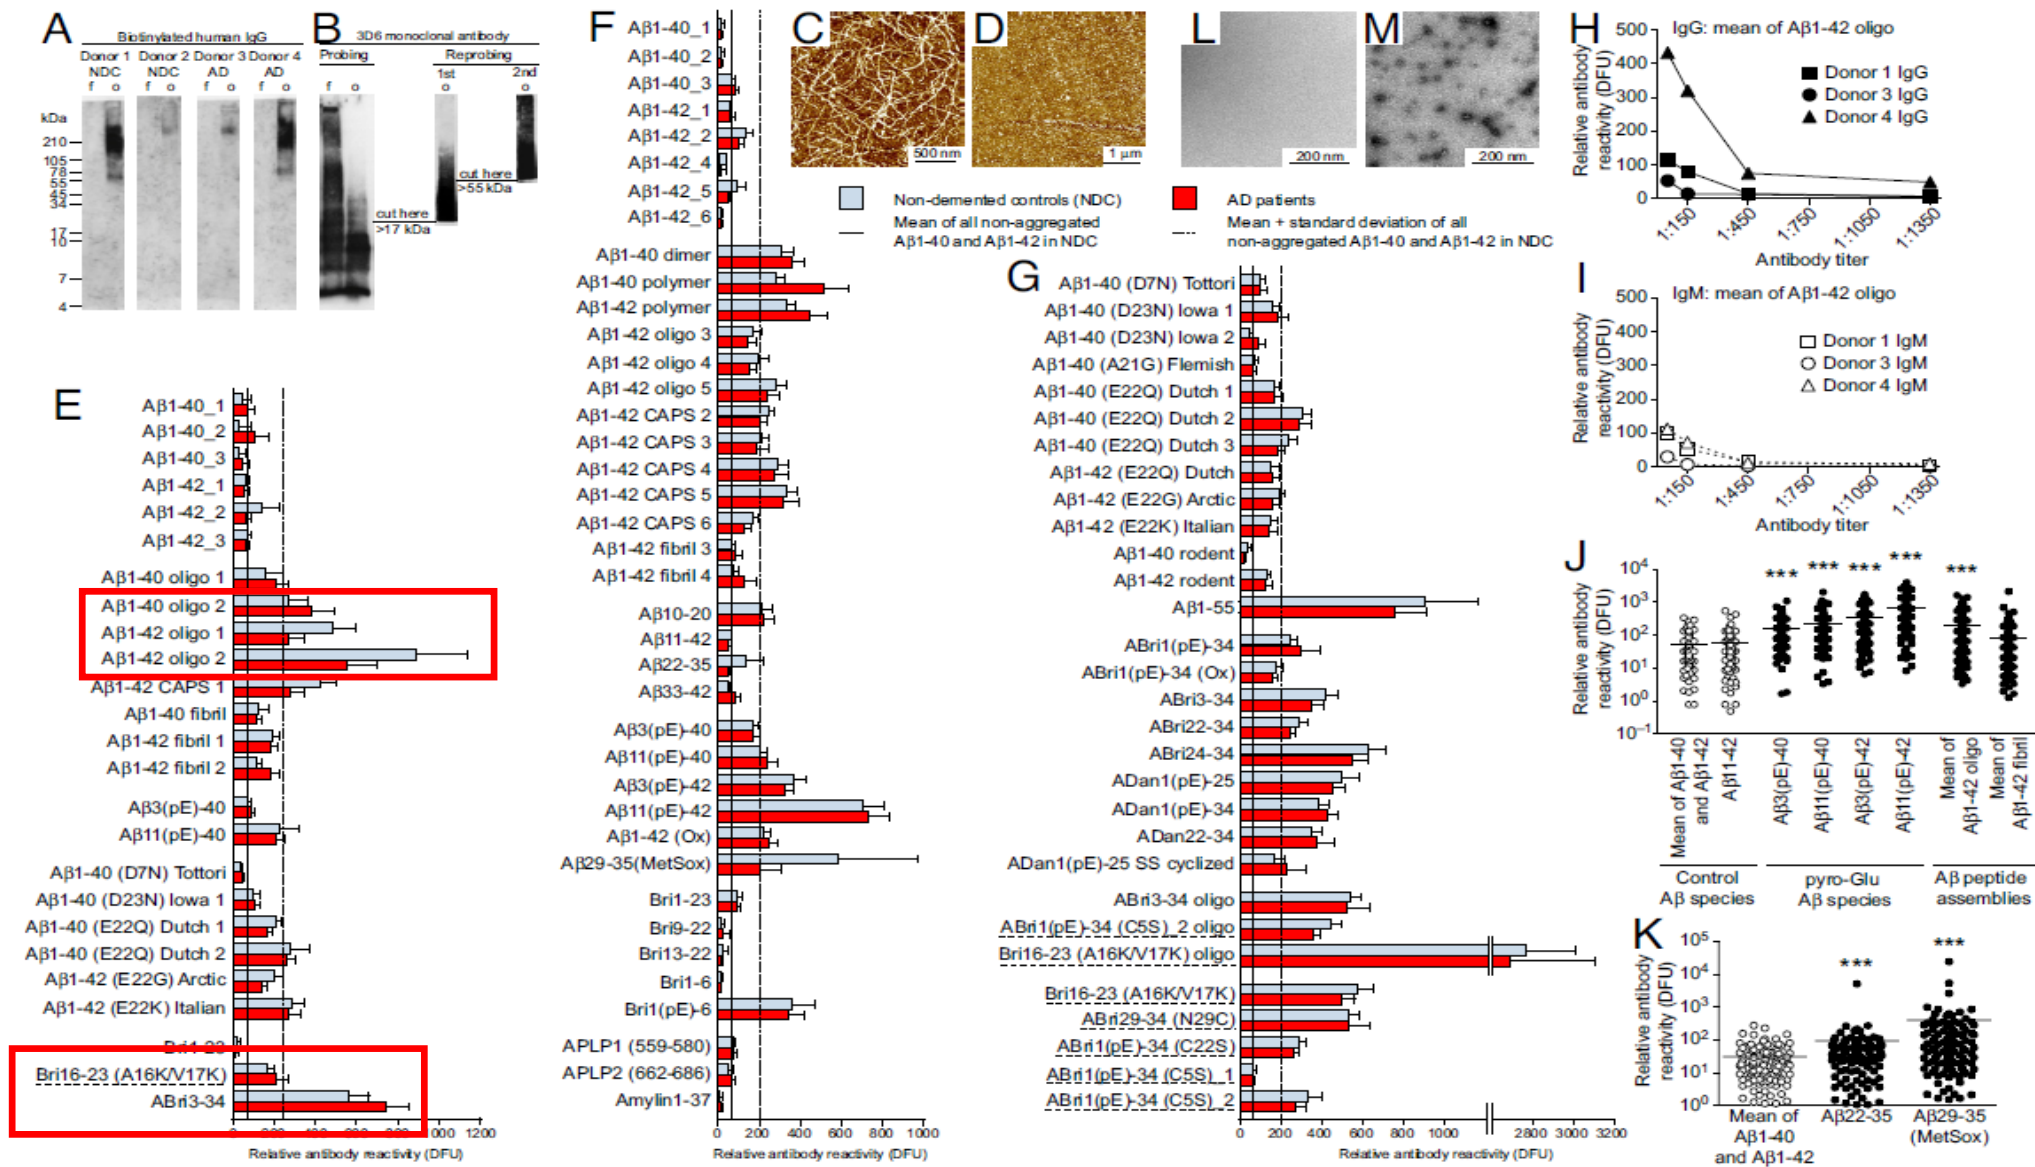 A
Biotinylated human IgG
Donor 1 Donor 2 Donor 3 Donor 4
NDC NDC AD AD
f o f o f o f o
kDa
210
105
78
55
45
34
17
16
7
4
B
3D6 monoclonal antibody
Probing
Reprobing
1st
2nd
f o o o
cut here
>17 kDa
cut here
>55 kDa
C
500 nm
D
1 µm
L
200 nm
M
200 nm
Non-demented controls (NDC)
AD patients
Mean of all non-aggregated
Aβ1-40 and Aβ1-42 in NDC
Mean + standard deviation of all
non-aggregated Aβ1-40 and Aβ1-42 in NDC
E
Aβ1-40_1
Aβ1-40_2
Aβ1-40_3
Aβ1-42_1
Aβ1-42_2
Aβ1-42_3
Aβ1-40 oligo 1
Aβ1-40 oligo 2
Aβ1-42 oligo 1
Aβ1-42 oligo 2
Aβ1-42 CAPS 1
Aβ1-40 fibril
Aβ1-42 fibril 1
Aβ1-42 fibril 2
Aβ3(pE)-40
Aβ11(pE)-40
Aβ1-40 (D7N) Tottori
Aβ1-40 (D23N) Iowa 1
Aβ1-40 (E22Q) Dutch 1
Aβ1-40 (E22Q) Dutch 2
Aβ1-42 (E22G) Arctic
Aβ1-42 (E22K) Italian
Bri1-23
Bri16-23 (A16K/V17K)
ABri3-34
0 200 400 600 800 1000 1200
Relative antibody reactivity (DFU)
F
Aβ1-40_1
Aβ1-40_2
Aβ1-40_3
Aβ1-42_1
Aβ1-42_2
Aβ1-42_4
Aβ1-42_5
Aβ1-42_6
Aβ1-40 dimer
Aβ1-40 polymer
Aβ1-42 polymer
Aβ1-42 oligo 3
Aβ1-42 oligo 4
Aβ1-42 oligo 5
Aβ1-42 CAPS 2
Aβ1-42 CAPS 3
Aβ1-42 CAPS 4
Aβ1-42 CAPS 5
Aβ1-42 CAPS 6
Aβ1-42 fibril 3
Aβ1-42 fibril 4
Aβ10-20
Aβ11-42
Aβ22-35
Aβ33-42
Aβ3(pE)-40
Aβ11(pE)-40
Aβ3(pE)-42
Aβ11(pE)-42
Aβ1-42 (Ox)
Aβ29-35(MetSox)
Bri1-23
Bri9-22
Bri13-22
Bri1-6
Bri1(pE)-6
APLP1 (559-580)
APLP2 (662-686)
Amylin1-37
0 200 400 600 800 1000
Relative antibody reactivity (DFU)
G
Aβ1-40 (D7N) Tottori
Aβ1-40 (D23N) Iowa 1
Aβ1-40 (D23N) Iowa 2
Aβ1-40 (A21G) Flemish
Aβ1-40 (E22Q) Dutch 1
Aβ1-40 (E22Q) Dutch 2
Aβ1-40 (E22Q) Dutch 3
Aβ1-42 (E22Q) Dutch
Aβ1-42 (E22G) Arctic
Aβ1-42 (E22K) Italian
Aβ1-40 rodent
Aβ1-42 rodent
Aβ1-55
ABri1(pE)-34
ABri1(pE)-34 (Ox)
ABri3-34
ABri22-34
ABri24-34
ADan1(pE)-25
ADan1(pE)-34
ADan22-34
ADan1(pE)-25 SS cyclized
ABri3-34 oligo
ABri1(pE)-34 (C5S)_2 oligo
Bri16-23 (A16K/V17K) oligo
Bri16-23 (A16K/V17K)
ABri29-34 (N29C)
ABri1(pE)-34 (C22S)
ABri1(pE)-34 (C5S)_1
ABri1(pE)-34 (C5S)_2
0 200 400 600 800 1000 2800 3200
Relative antibody reactivity (DFU)
H
IgG: mean of Aβ1-42 oligo
Donor 1 IgG
Donor 3 IgG
Donor 4 IgG
500
400
300
200
100
0
Relative antibody
reactivity (DFU)
1:150 1:450 1:750 1:1050 1:1350
Antibody titer
I
IgM: mean of Aβ1-42 oligo
Donor 1 IgM
Donor 3 IgM
Donor 4 IgM
500
400
300
200
100
0
Relative antibody
reactivity (DFU)
1:150 1:450 1:750 1:1050 1:1350
Antibody titer
J
*** *** *** *** ***
10⁴
10³
10²
10¹
10⁰
10⁻¹
Relative antibody
reactivity (DFU)
Mean of Aβ1-40
and Aβ1-42
Aβ11-42
Aβ3(pE)-40
Aβ11(pE)-40
Aβ3(pE)-42
Aβ11(pE)-42
Mean of
Aβ1-42 oligo
Mean of
Aβ1-42 fibril
Control
Aβ species
pyro-Glu
Aβ species
Aβ peptide
assemblies
K
*** ***
10⁵
10⁴
10³
10²
10¹
10⁰
Relative antibody
reactivity (DFU)
Mean of
Aβ1-40
and Aβ1-42
Aβ22-35
Aβ29-35
(MetSox)